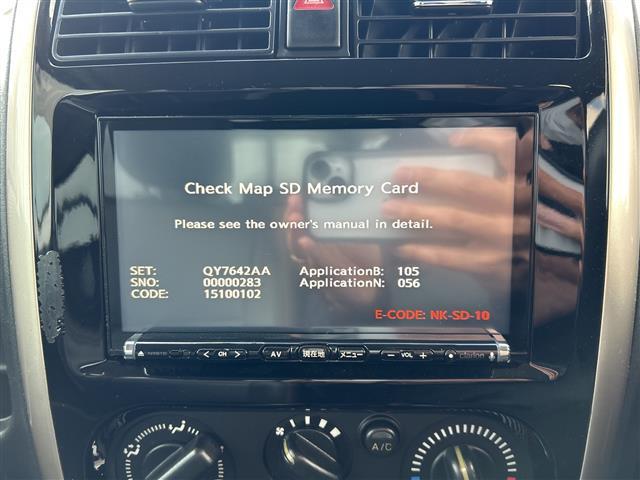 Check Map SD Memory Card
Please see the owner's manual in detail.
SET: QY7642AA ApplicationB: 105
SNO: 00000283 ApplicationN: 056
CODE: 15100102
E-CODE: NK-SD-10
< CH > AV 現在地 メニュー - VOL + clarion
A/C